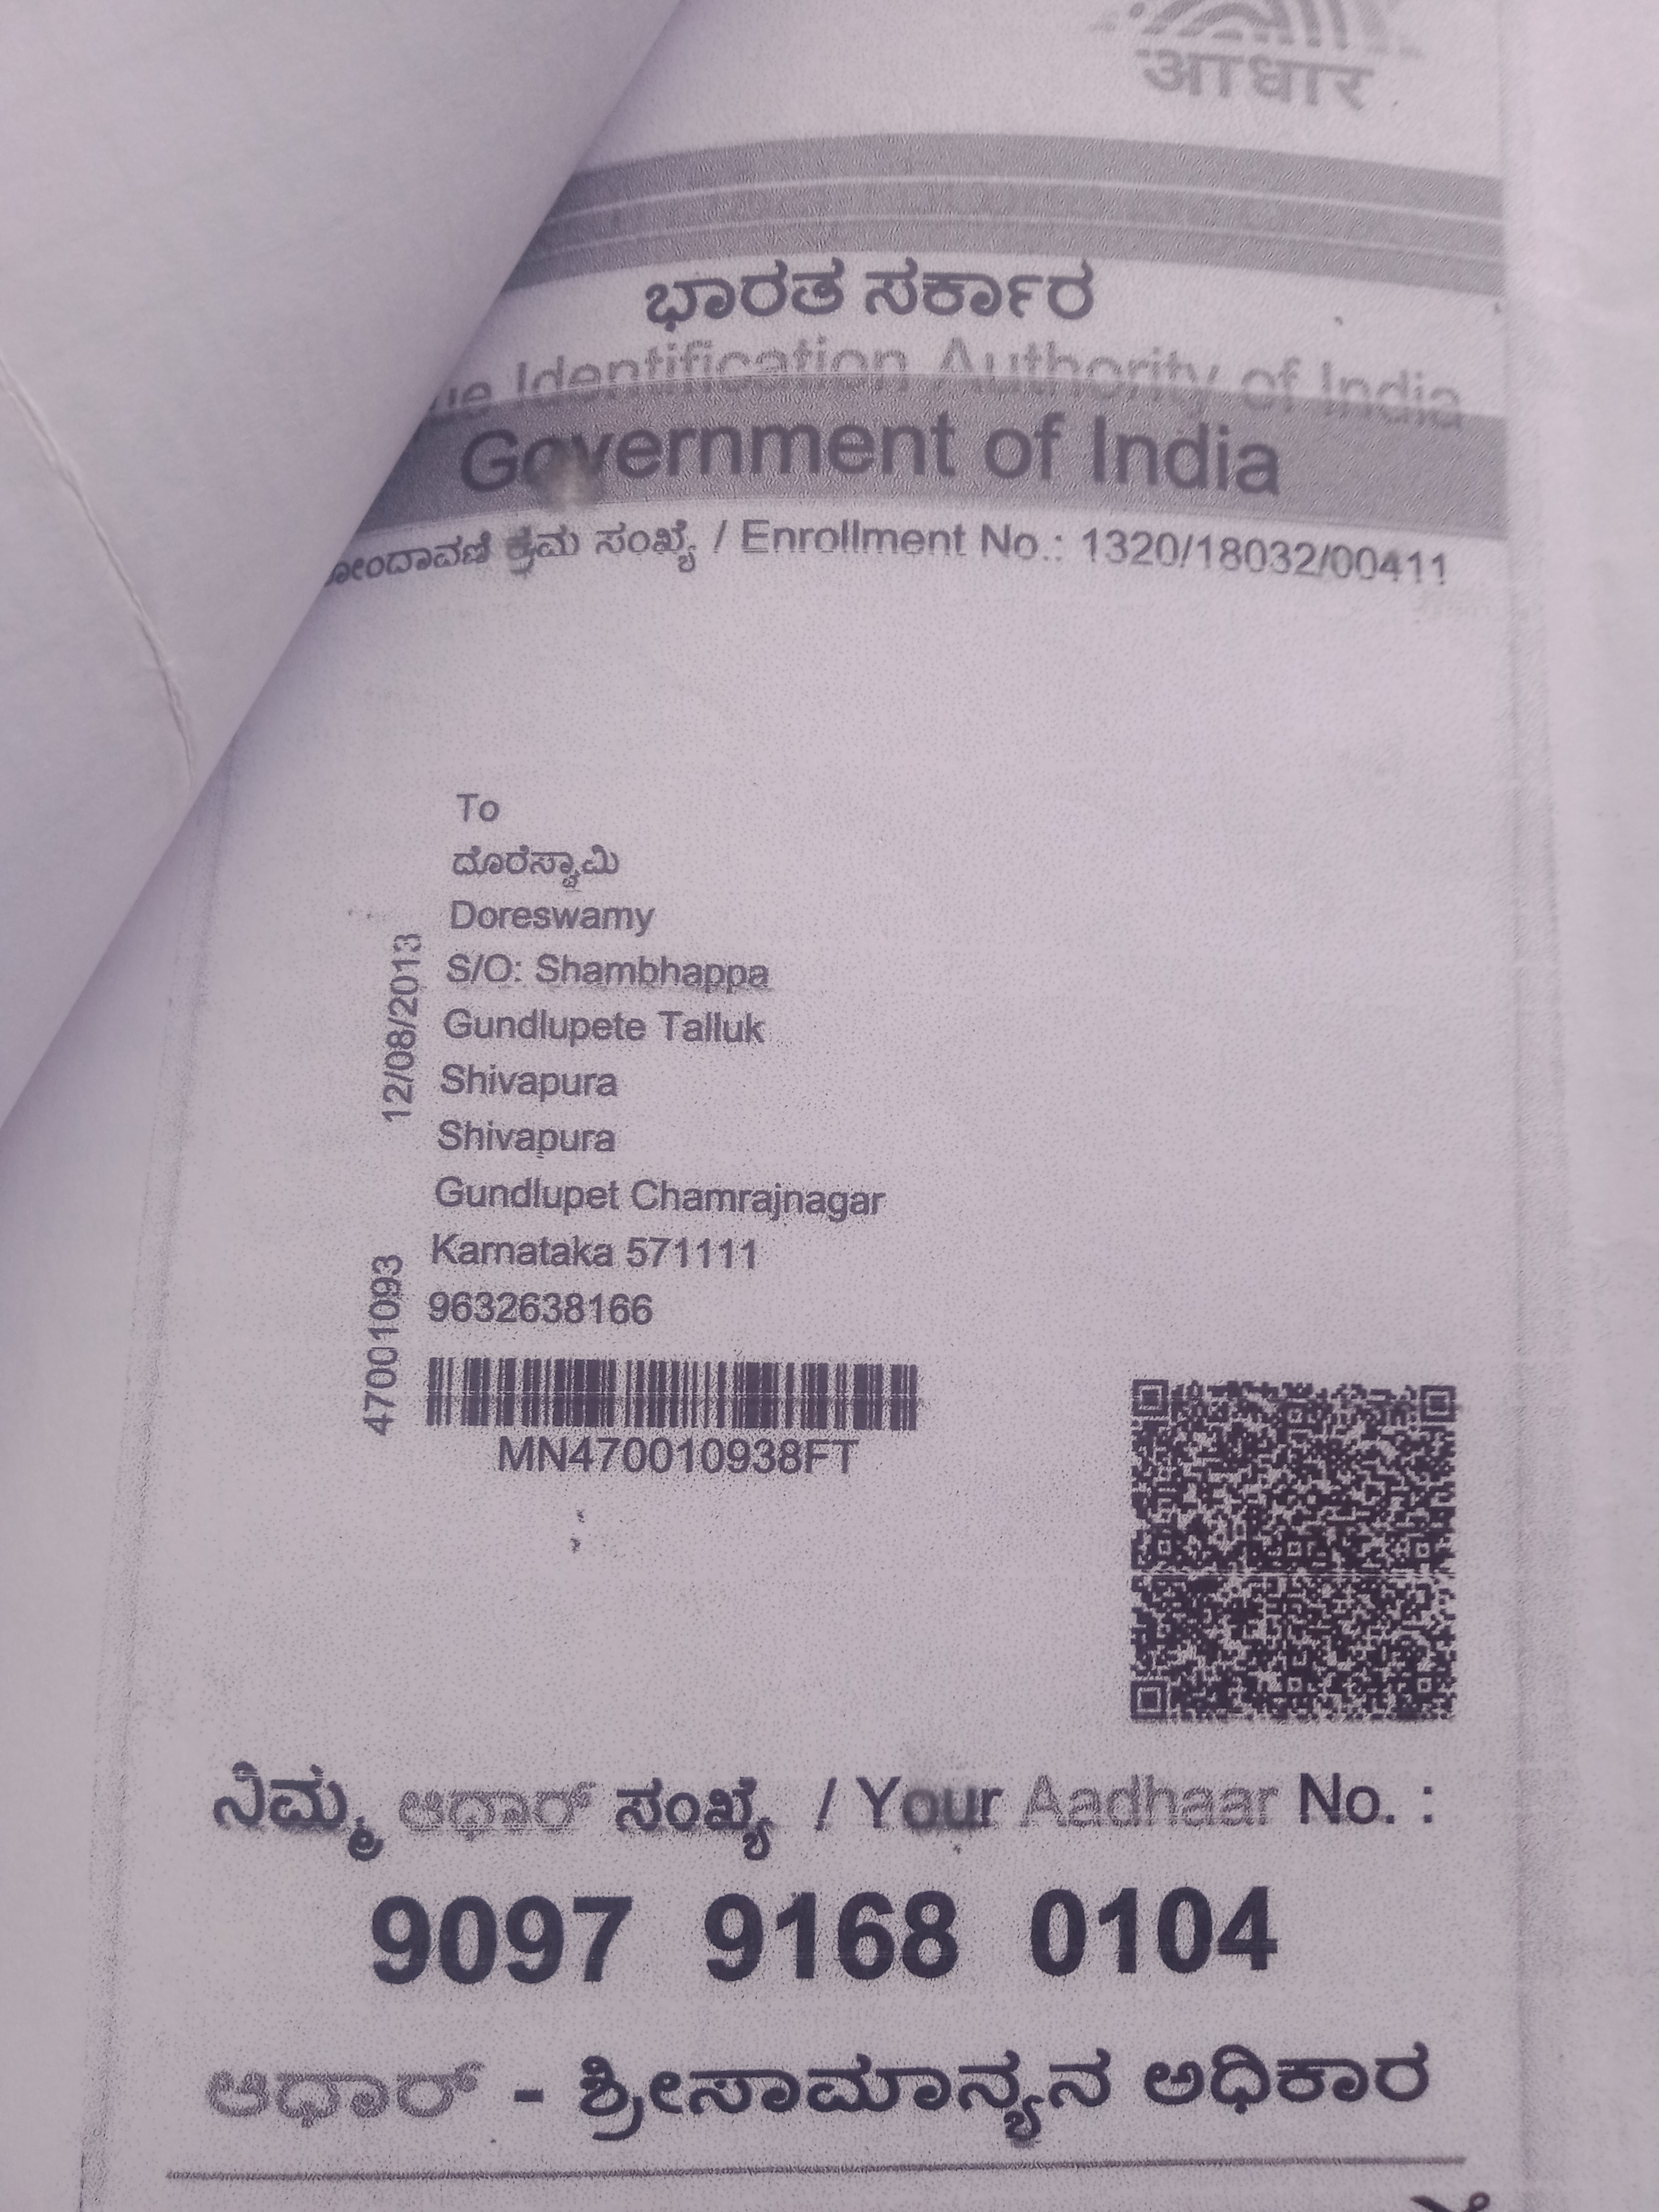 आधार
ಭಾರತ ಸರ್ಕಾರ
Identification Authority of India
Government of India
ಕ್ರಮ ಸಂಖ್ಯೆ / Enrollment No.: 1320/18032/00411
To
ದೊರೆಸ್ವಾಮಿ
Doreswamy
S/O: Shambhappa
Gundlupete Talluk
Shivapura
Shivapura
Gundlupet Chamrajnagar
Karnataka 571111
9632638166
12/08/2013
47001093
MN470010938FT
ನಿಮ್ಮ ಆಧಾರ್ ಸಂಖ್ಯೆ / Your Aadhaar No. :
9097 9168 0104
ಆಧಾರ್ - ಶ್ರೀಸಾಮಾನ್ಯನ ಅಧಿಕಾರ